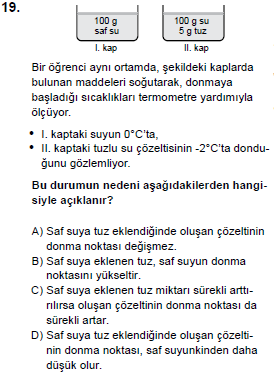 19.
100 g
saf su
100 g su
5 g tuz
I. kap
II. kap
Bir öğrenci aynı ortamda, şekildeki kaplarda
bulunan maddeleri soğutarak, donmaya
başladığı sıcaklıkları termometre yardımıyla
ölçüyor.
• I. kaptaki suyun 0°C'ta,
• II. kaptaki tuzlu su çözeltisinin -2°C'ta dondu-
ğunu gözlemliyor.
Bu durumun nedeni aşağıdakilerden hangi-
siyle açıklanır?
A) Saf suya tuz eklendiğinde oluşan çözeltinin
donma noktası değişmez.
B) Saf suya eklenen tuz, saf suyun donma
noktasını yükseltir.
C) Saf suya eklenen tuz miktarı sürekli arttı-
rılırsa oluşan çözeltinin donma noktası da
sürekli artar.
D) Saf suya tuz eklendiğinde oluşan çözelti-
nin donma noktası, saf suyunkinden daha
düşük olur.